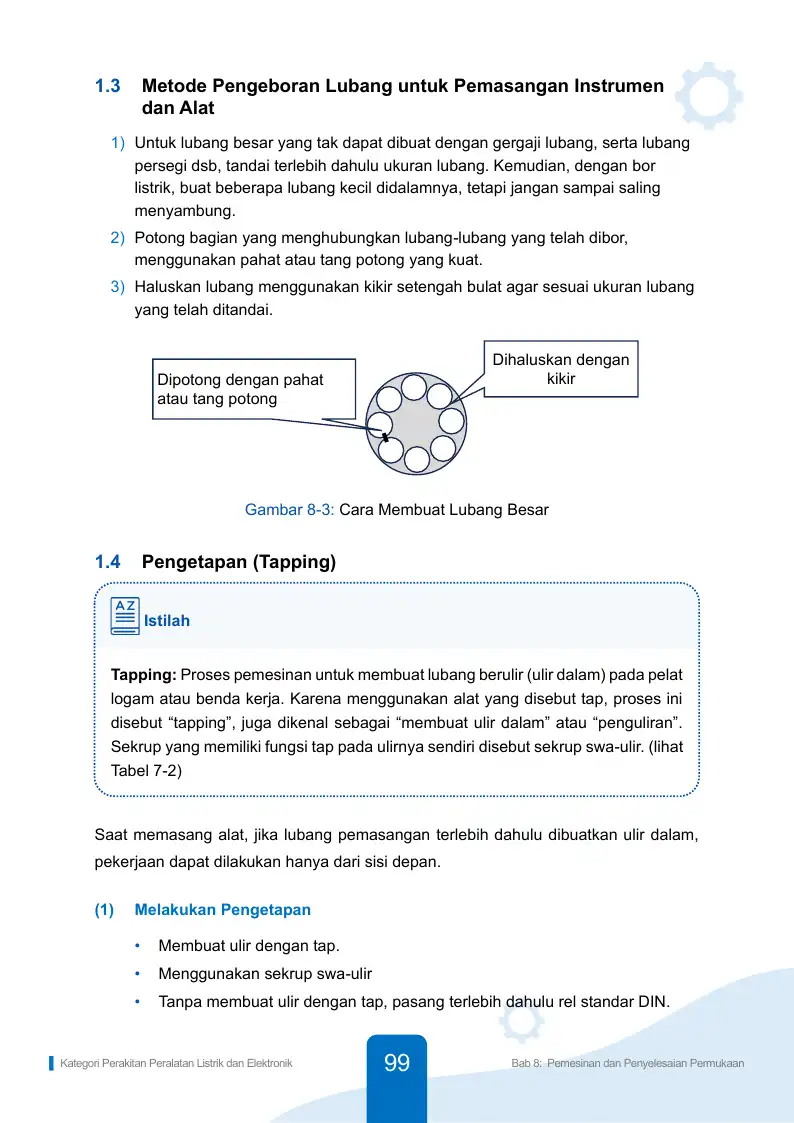 1.3 Metode Pengeboran Lubang untuk Pemasangan Instrumen
dan Alat
1) Untuk lubang besar yang tak dapat dibuat dengan gergaji lubang, serta lubang
persegi dsb, tandai terlebih dahulu ukuran lubang. Kemudian, dengan bor
listrik, buat beberapa lubang kecil didalamnya, tetapi jangan sampai saling
menyambung.
2) Potong bagian yang menghubungkan lubang-lubang yang telah dibor,
menggunakan pahat atau tang potong yang kuat.
3) Haluskan lubang menggunakan kikir setengah bulat agar sesuai ukuran lubang
yang telah ditandai.
Dipotong dengan pahat
atau tang potong
Dihaluskan dengan
kikir
Gambar 8-3: Cara Membuat Lubang Besar
1.4 Pengetapan (Tapping)
AZ
Istilah
Tapping: Proses pemesinan untuk membuat lubang berulir (ulir dalam) pada pelat
logam atau benda kerja. Karena menggunakan alat yang disebut tap, proses ini
disebut “tapping”, juga dikenal sebagai “membuat ulir dalam” atau “penguliran”.
Sekrup yang memiliki fungsi tap pada ulirnya sendiri disebut sekrup swa-ulir. (lihat
Tabel 7-2)
Saat memasang alat, jika lubang pemasangan terlebih dahulu dibuatkan ulir dalam,
pekerjaan dapat dilakukan hanya dari sisi depan.
(1) Melakukan Pengetapan
• Membuat ulir dengan tap.
• Menggunakan sekrup swa-ulir
• Tanpa membuat ulir dengan tap, pasang terlebih dahulu rel standar DIN.
Kategori Perakitan Peralatan Listrik dan Elektronik
99
Bab 8: Pemesinan dan Penyelesaian Permukaan